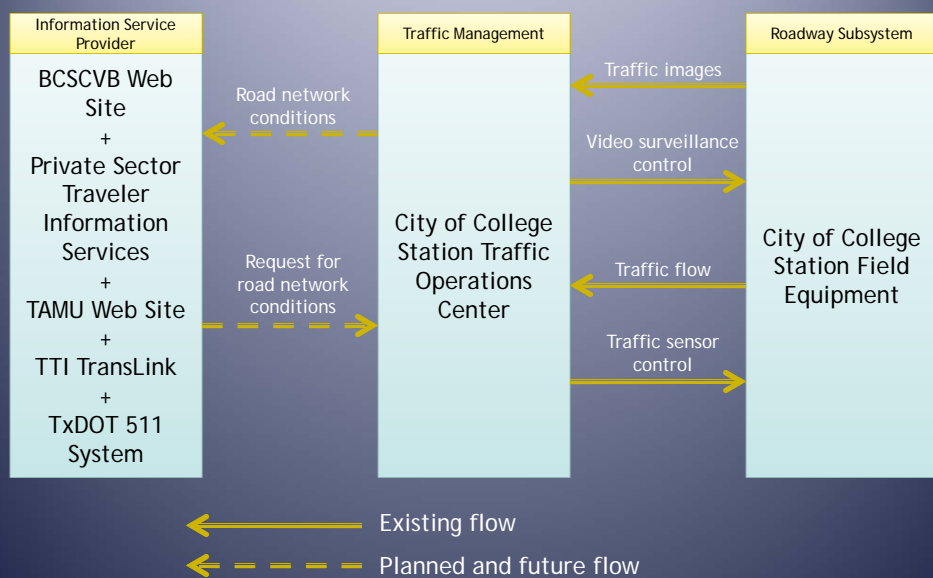 Information Service
Provider
BCSCVB Web
Site
+
Private Sector
Traveler
Information
Services
+
TAMU Web Site
+
TTI TransLink
+
TxDOT 511
System
Road network
conditions
Request for
road network
conditions
Traffic Management
City of College
Station Traffic
Operations
Center
Traffic images
Video surveillance
control
Traffic flow
Traffic sensor
control
Roadway Subsystem
City of College
Station Field
Equipment
Existing flow
Planned and future flow